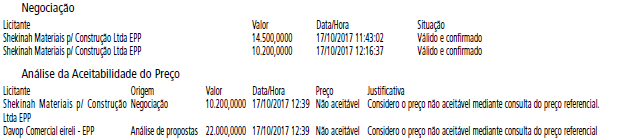 Negociação
Licitante Valor Data/Hora Situação
Shekinah Materiais p/ Construção Ltda EPP 14.500,0000 17/10/2017 11:43:02 Válido e confirmado
Shekinah Materiais p/ Construção Ltda EPP 10.200,0000 17/10/2017 12:16:37 Válido e confirmado
Análise da Aceitabilidade do Preço
Licitante Origem Valor Data/Hora Preço Justificativa
Shekinah Materiais p/ Construção Negociação 10.200,0000 17/10/2017 12:39 Não aceitável Considero o preço não aceitável mediante consulta do preço referencial.
Ltda EPP
Davop Comercial eireli - EPP Análise de propostas 22.000,0000 17/10/2017 12:39 Não aceitável Considero o preço não aceitável mediante consulta do preço referencial